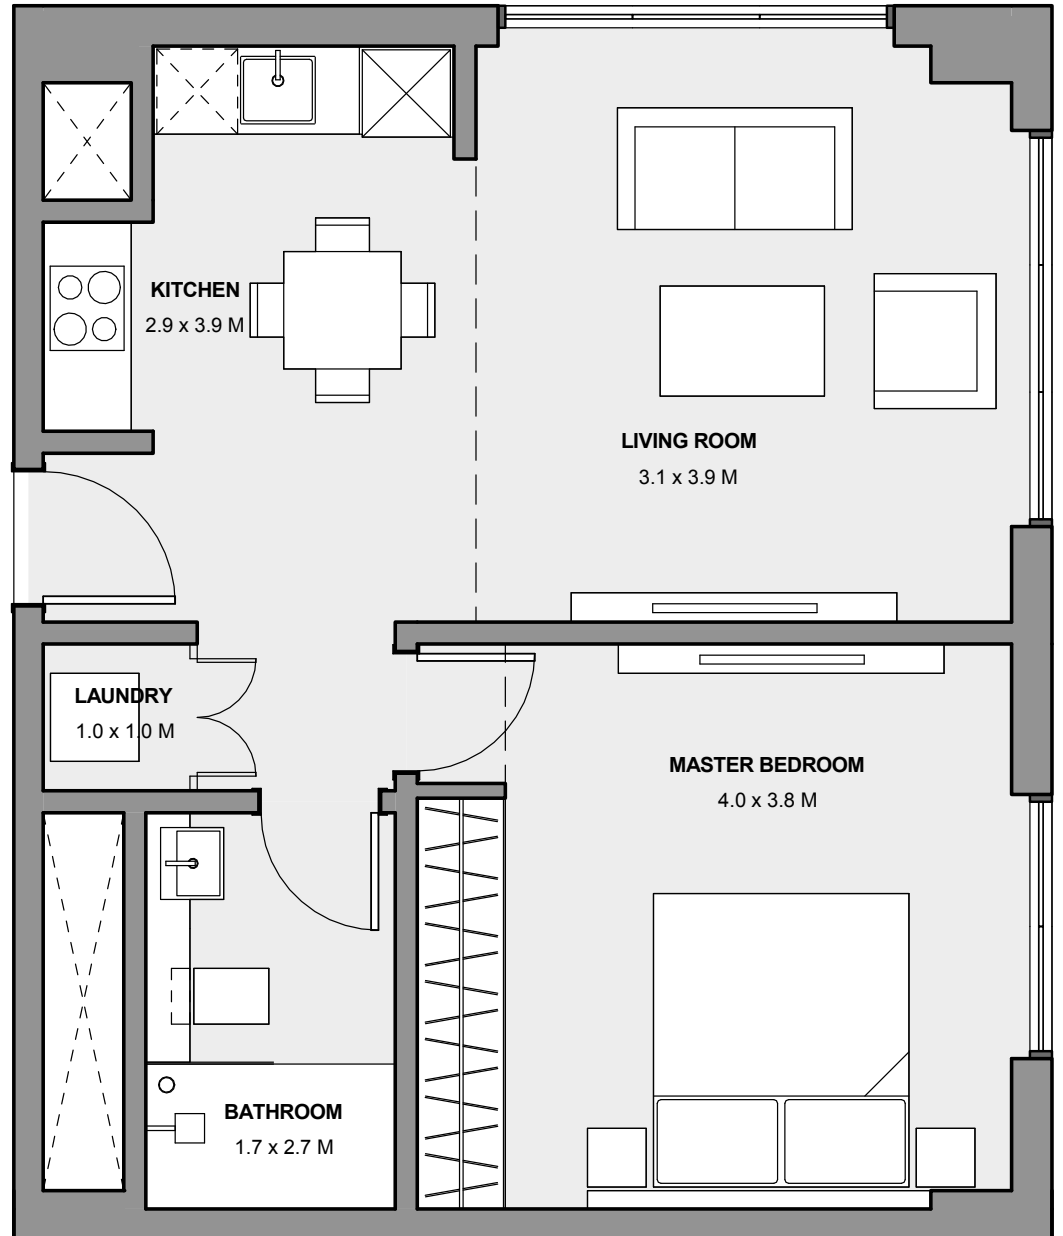 KITCHEN
2.9 x 3.9 M
LIVING ROOM
3.1 x 3.9 M
LAUNDRY
1.0 x 1.0 M
MASTER BEDROOM
4.0 x 3.8 M
BATHROOM
1.7 x 2.7 M